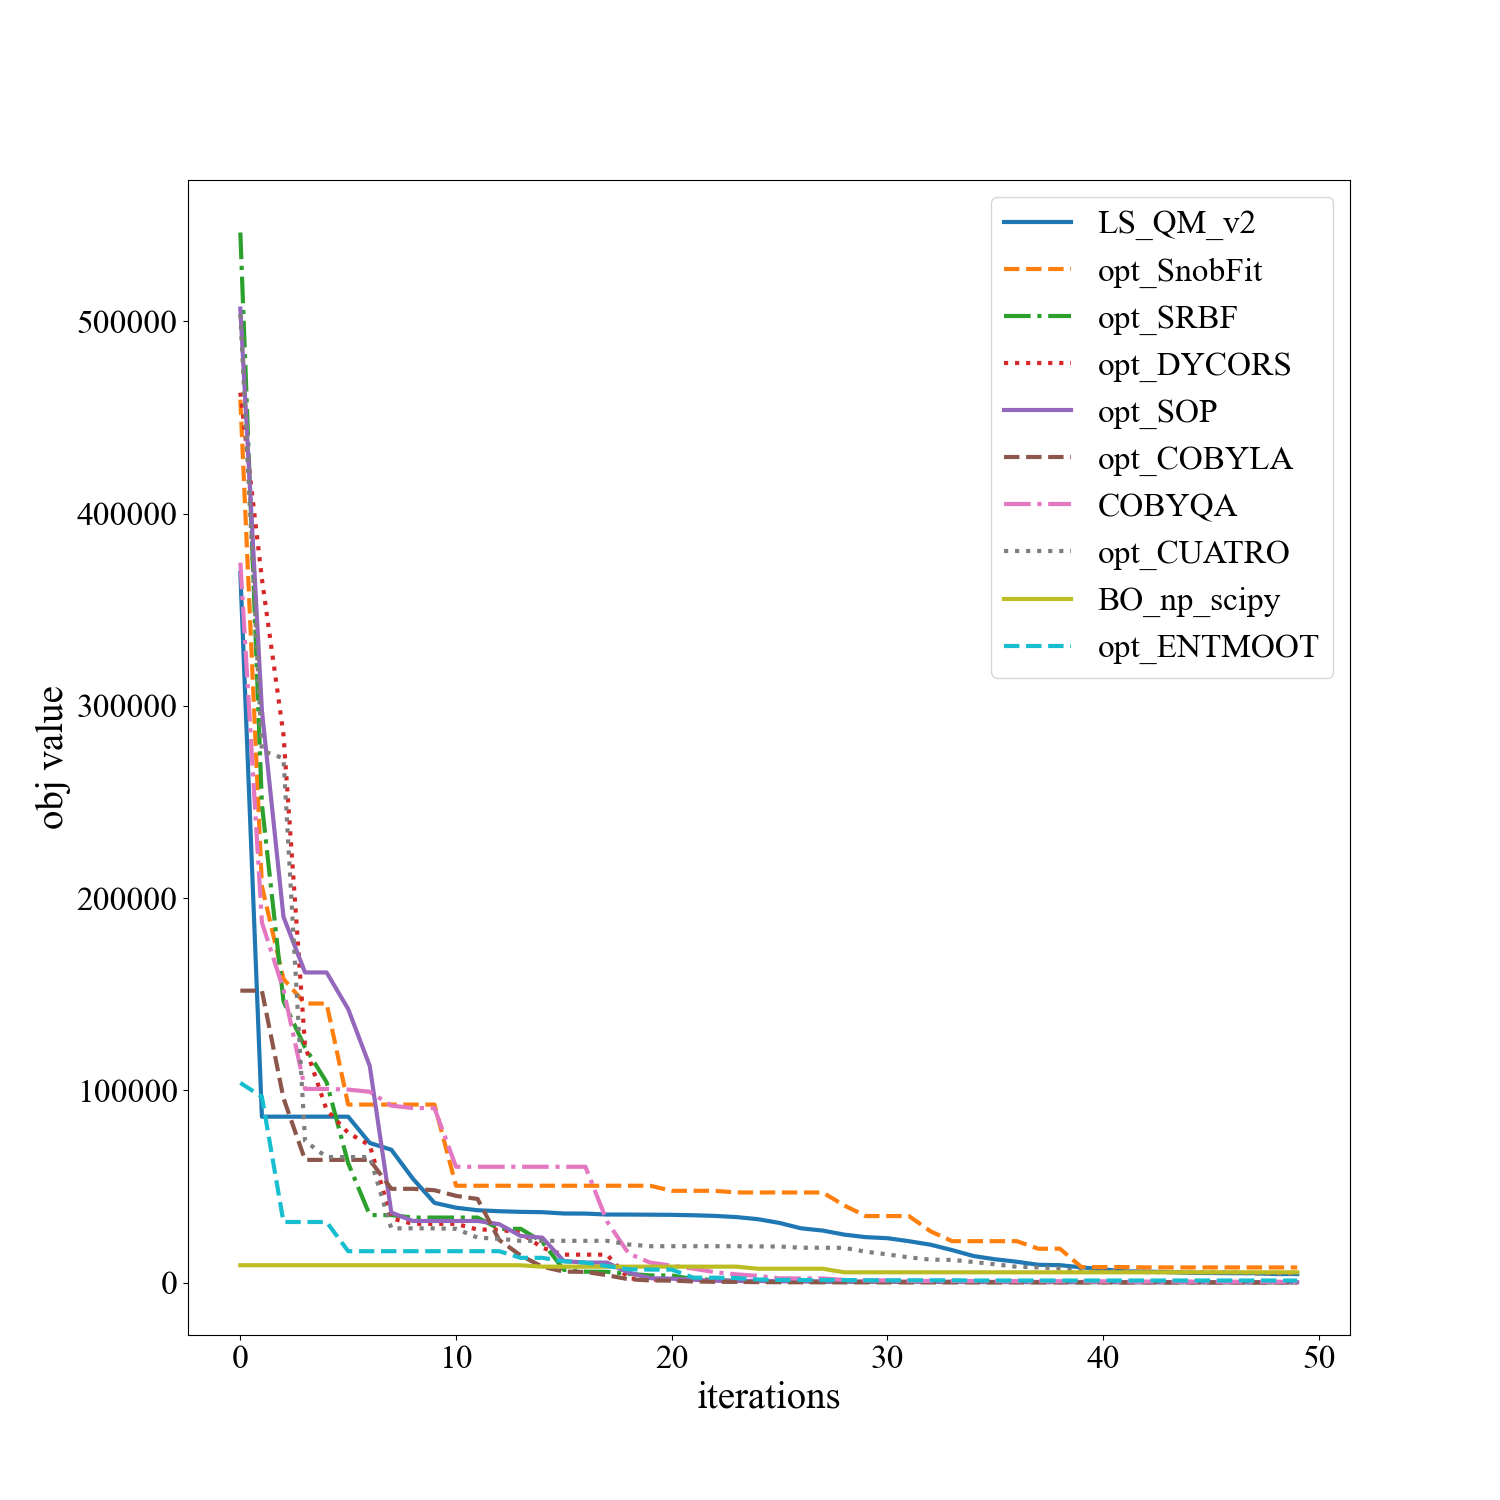 LS_QM_v2
opt_SnobFit
opt_SRBF
opt_DYCORS
opt_SOP
opt_COBYLA
COBYQA
opt_CUATRO
BO_np_scipy
opt_ENTMOOT
500000
400000
300000
200000
100000
0
obj value
0 10 20 30 40 50
iterations